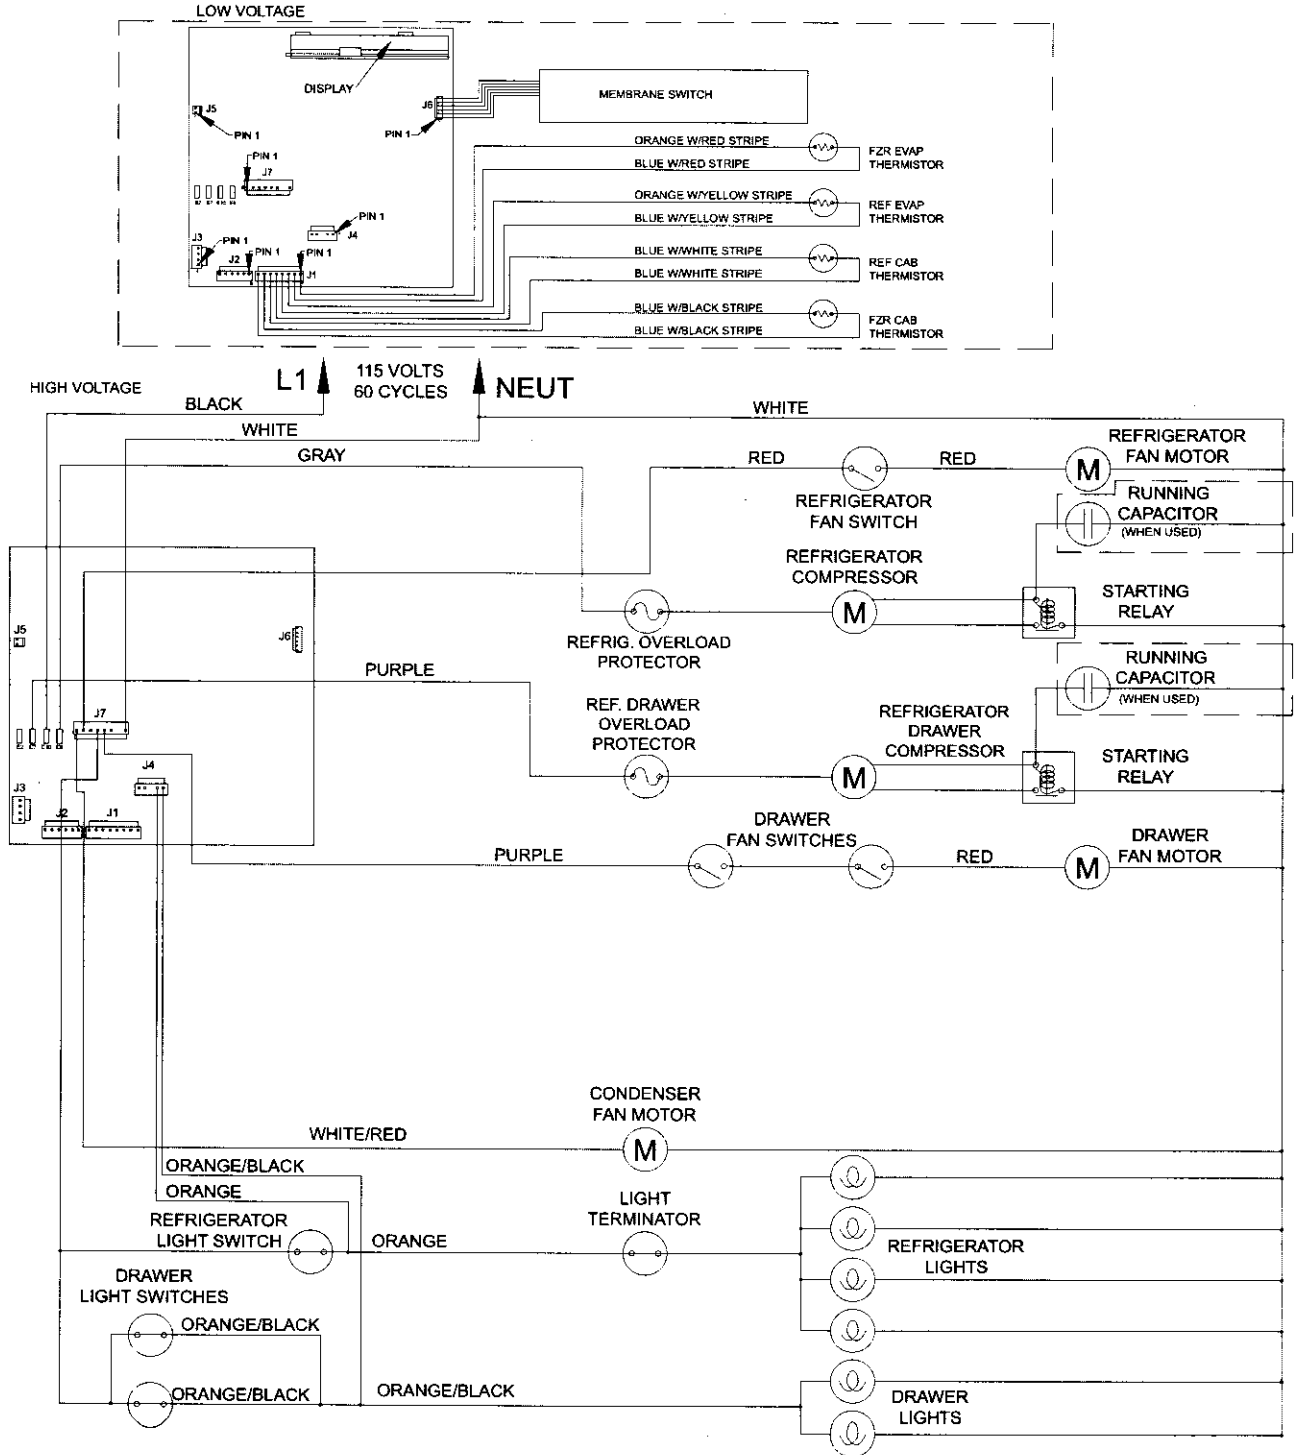 LOW VOLTAGE
DISPLAY
J5
PIN 1
J6
PIN 1
MEMBRANE SWITCH
PIN 1
J7
ORANGE W/RED STRIPE
BLUE W/RED STRIPE
FZR EVAP
THERMISTOR
ORANGE W/YELLOW STRIPE
BLUE W/YELLOW STRIPE
REF EVAP
THERMISTOR
PIN 1
J4
J3
PIN 1
J2
PIN 1
PIN 1
J1
BLUE W/WHITE STRIPE
BLUE W/WHITE STRIPE
REF CAB
THERMISTOR
BLUE W/BLACK STRIPE
BLUE W/BLACK STRIPE
FZR CAB
THERMISTOR
HIGH VOLTAGE
L1
115 VOLTS
60 CYCLES
NEUT
BLACK
WHITE
WHITE
GRAY
RED
RED
REFRIGERATOR
FAN MOTOR
M
REFRIGERATOR
FAN SWITCH
RUNNING
CAPACITOR
(WHEN USED)
REFRIGERATOR
COMPRESSOR
M
STARTING
RELAY
REFRIG. OVERLOAD
PROTECTOR
J5
J6
PURPLE
REF. DRAWER
OVERLOAD
PROTECTOR
REFRIGERATOR
DRAWER
COMPRESSOR
M
RUNNING
CAPACITOR
(WHEN USED)
STARTING
RELAY
J7
J4
J3
J2
J1
PURPLE
DRAWER
FAN SWITCHES
RED
DRAWER
FAN MOTOR
M
CONDENSER
FAN MOTOR
M
WHITE/RED
ORANGE/BLACK
ORANGE
REFRIGERATOR
LIGHT SWITCH
ORANGE
LIGHT
TERMINATOR
REFRIGERATOR
LIGHTS
DRAWER
LIGHT SWITCHES
ORANGE/BLACK
ORANGE/BLACK
ORANGE/BLACK
DRAWER
LIGHTS